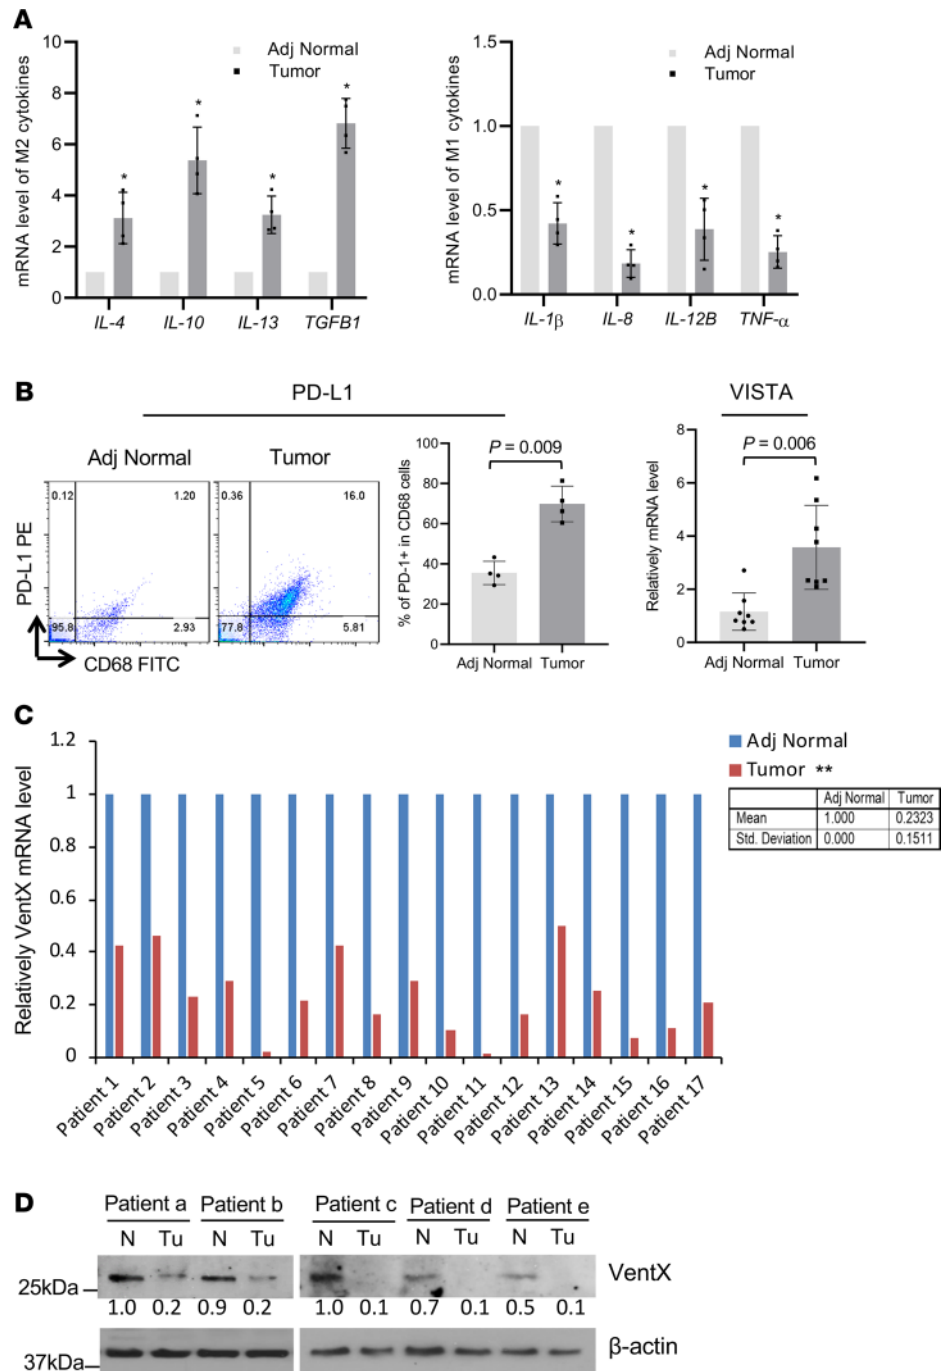 A
mRNA level of M2 cytokines
10
8
6
4
2
0
Adj Normal
Tumor
* * * *
IL-4 IL-10 IL-13 TGFB1
mRNA level of M1 cytokines
1.5
1.0
0.5
0.0
Adj Normal
Tumor
* * * *
IL-1β IL-8 IL-12B TNF-α
B
PD-L1
VISTA
Adj Normal
Tumor
PD-L1 PE
0.12 1.20
95.8 2.93
0.36 16.0
77.8 5.81
CD68 FITC
% of PD-1+ in CD68 cells
100
80
60
40
20
0
P = 0.009
Adj Normal Tumor
Relatively mRNA level
8
6
4
2
0
P = 0.006
Adj Normal Tumor
C
Relatively VentX mRNA level
1.2
1
0.8
0.6
0.4
0.2
0
Patient 1 Patient 2 Patient 3 Patient 4 Patient 5 Patient 6 Patient 7 Patient 8 Patient 9 Patient 10 Patient 11 Patient 12 Patient 13 Patient 14 Patient 15 Patient 16 Patient 17
Adj Normal
Tumor **
Adj Normal Tumor
Mean 1.000 0.2323
Std. Deviation 0.000 0.1511
D
Patient a Patient b Patient c Patient d Patient e
N Tu N Tu N Tu N Tu N Tu
VentX
25kDa
1.0 0.2 0.9 0.2 1.0 0.1 0.7 0.1 0.5 0.1
β-actin
37kDa